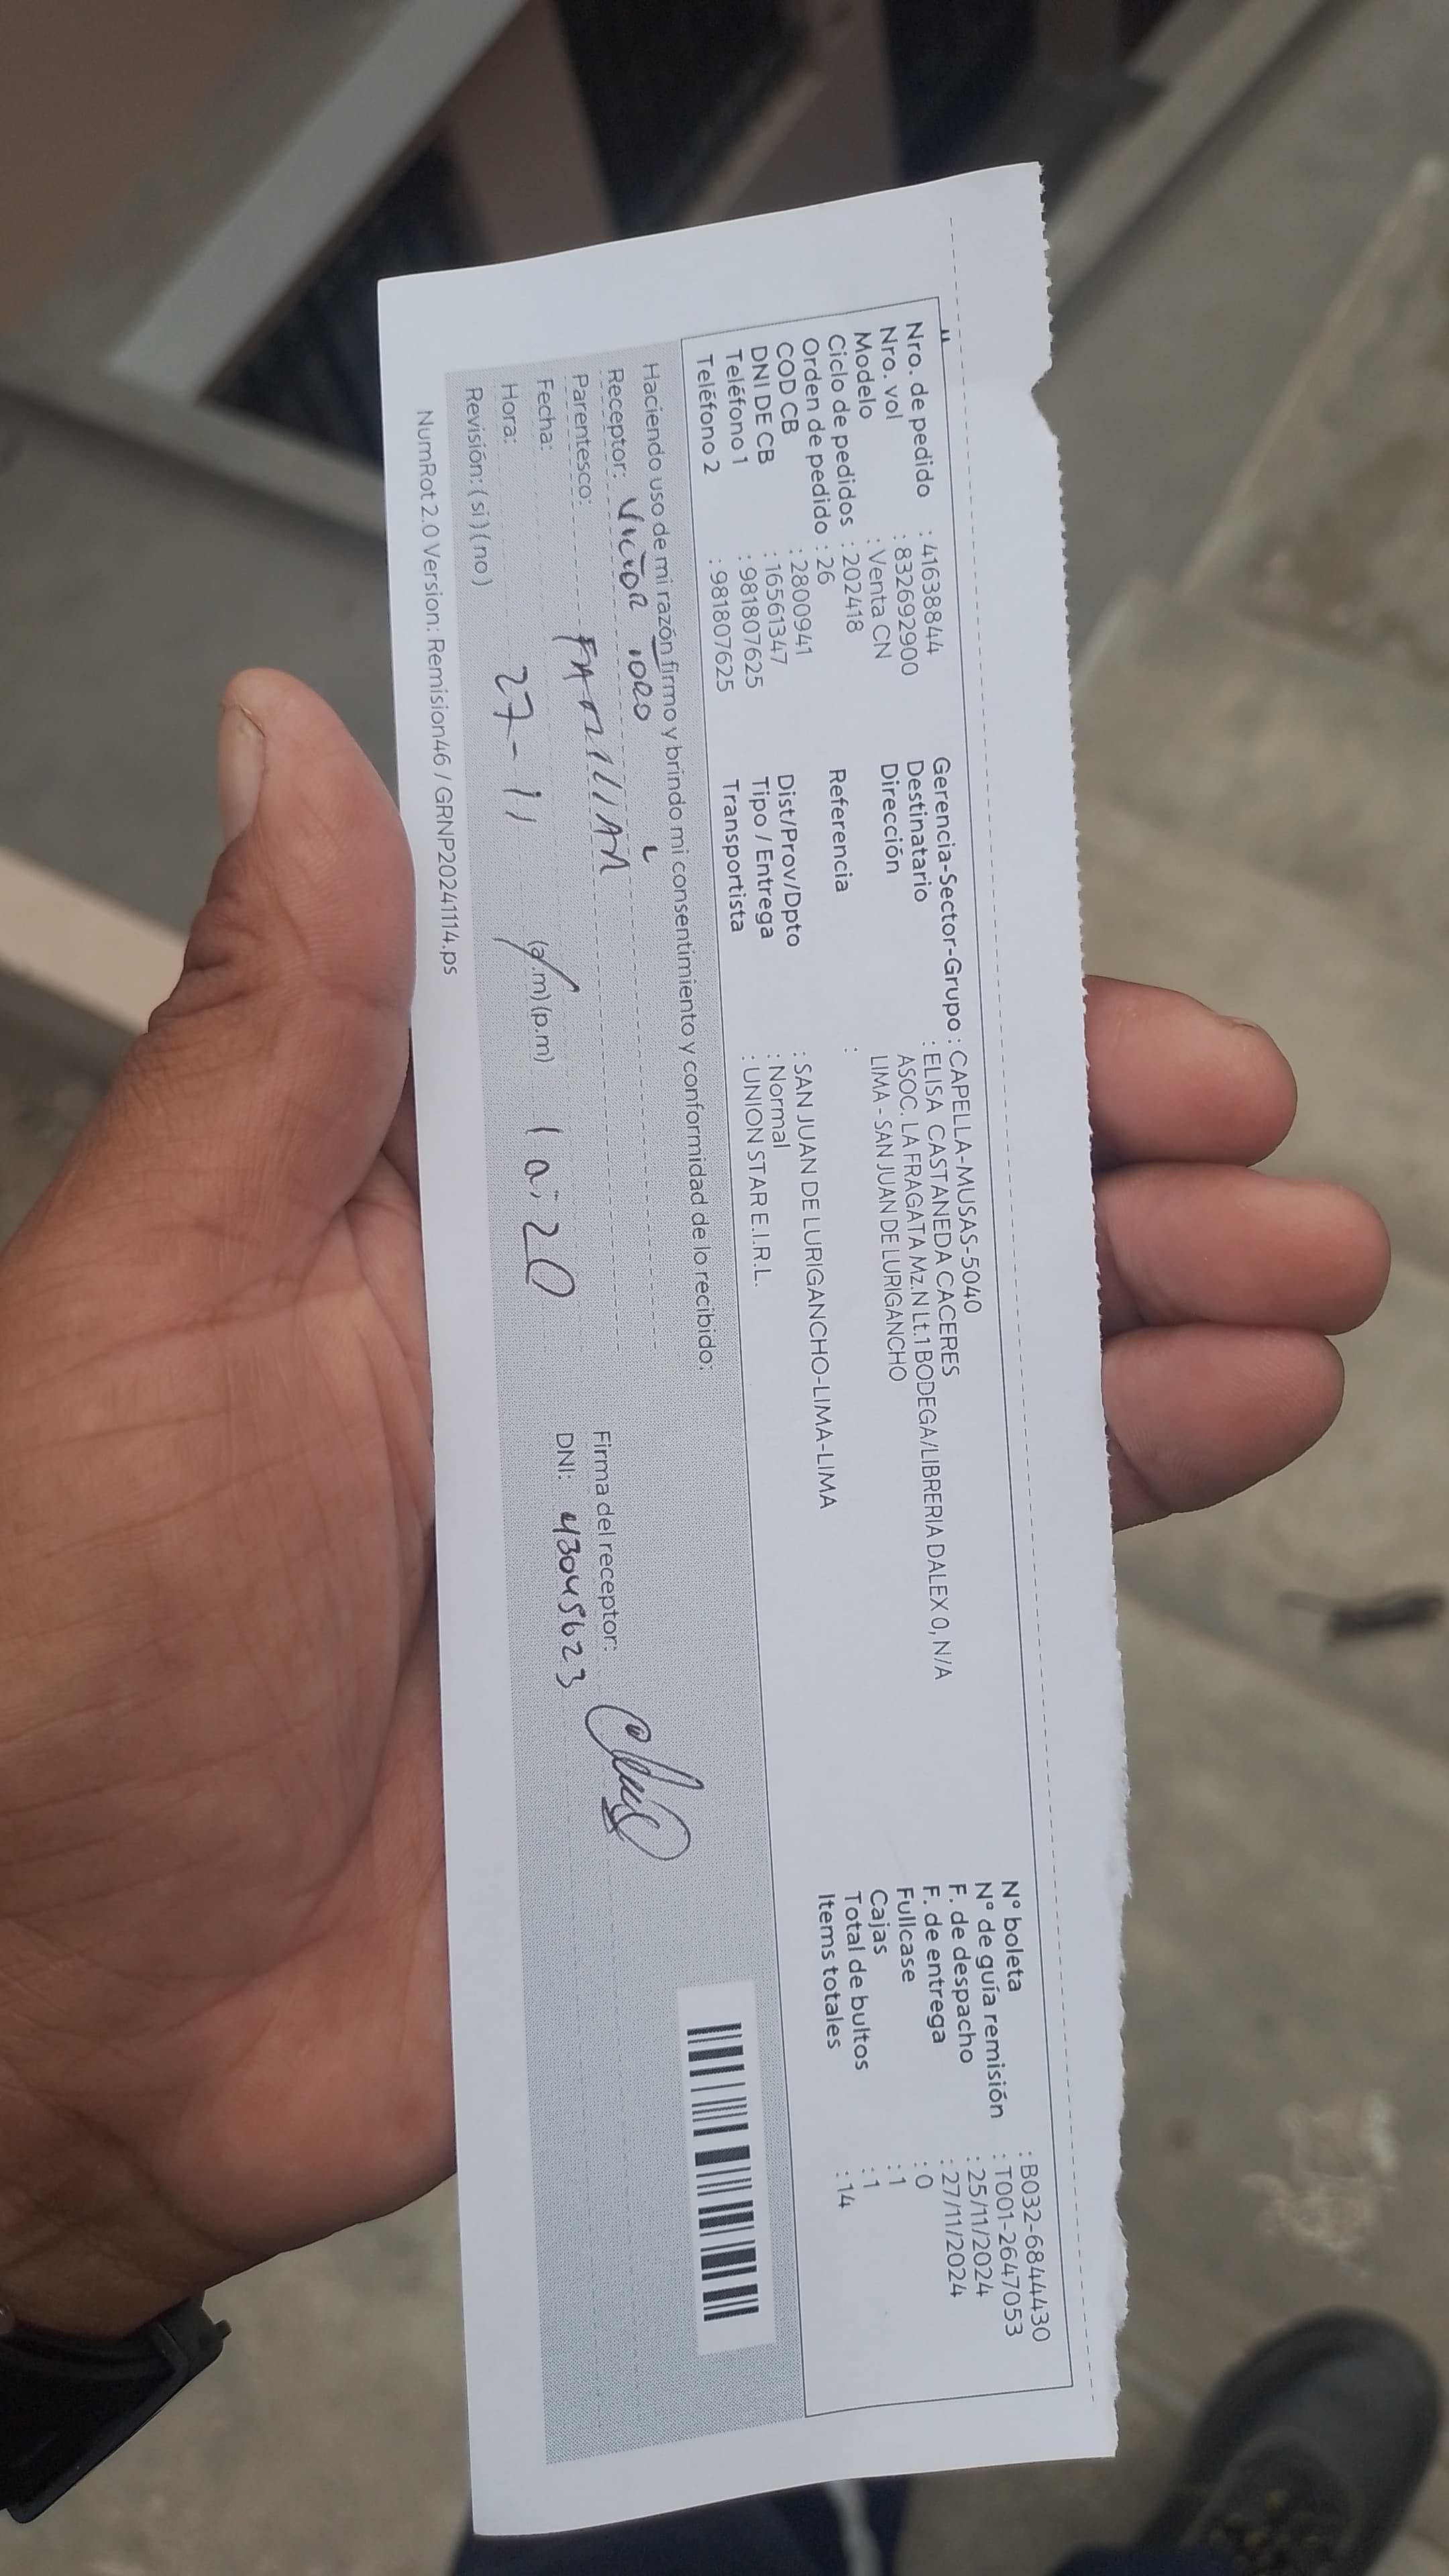 Nro. de pedido : 41638844
Nro. vol : 832692900
Modelo : Venta CN
Ciclo de pedidos : 202418
Orden de pedido : 26
COD CB : 2800941
DNI DE CB : 16561347
Teléfono 1 : 981807625
Teléfono 2 : 981807625
Gerencia-Sector-Grupo : CAPELLA-MUSAS-5040
Destinatario : ELISA CASTANEDA CACERES
Dirección ASOC. LA FRAGATA Mz.N Lt.1 BODEGA/LIBRERIA DALEX 0, N/A
LIMA - SAN JUAN DE LURIGANCHO
Referencia :
Dist/Prov/Dpto : SAN JUAN DE LURIGANCHO-LIMA-LIMA
Tipo / Entrega : Normal
Transportista : UNION STAR E.I.R.L.
N° boleta : B032-6844430
N° de guía remisión : T001-2647053
F. de despacho : 25/11/2024
F. de entrega : 27/11/2024
Fullcase : 0
Cajas : 1
Total de bultos : 1
Items totales : 14
Haciendo uso de mi razón firmo y brindo mi consentimiento y conformidad de lo recibido:
Receptor: VICTOR
Parentesco: FAMILIAR
Fecha: 27-11
Hora: (a.m) (p.m) 10:20
Revisión: ( si ) ( no )
Firma del receptor:
DNI: 43045623
NumRot 2.0 Version: Remision46 / GRNP20241114.ps